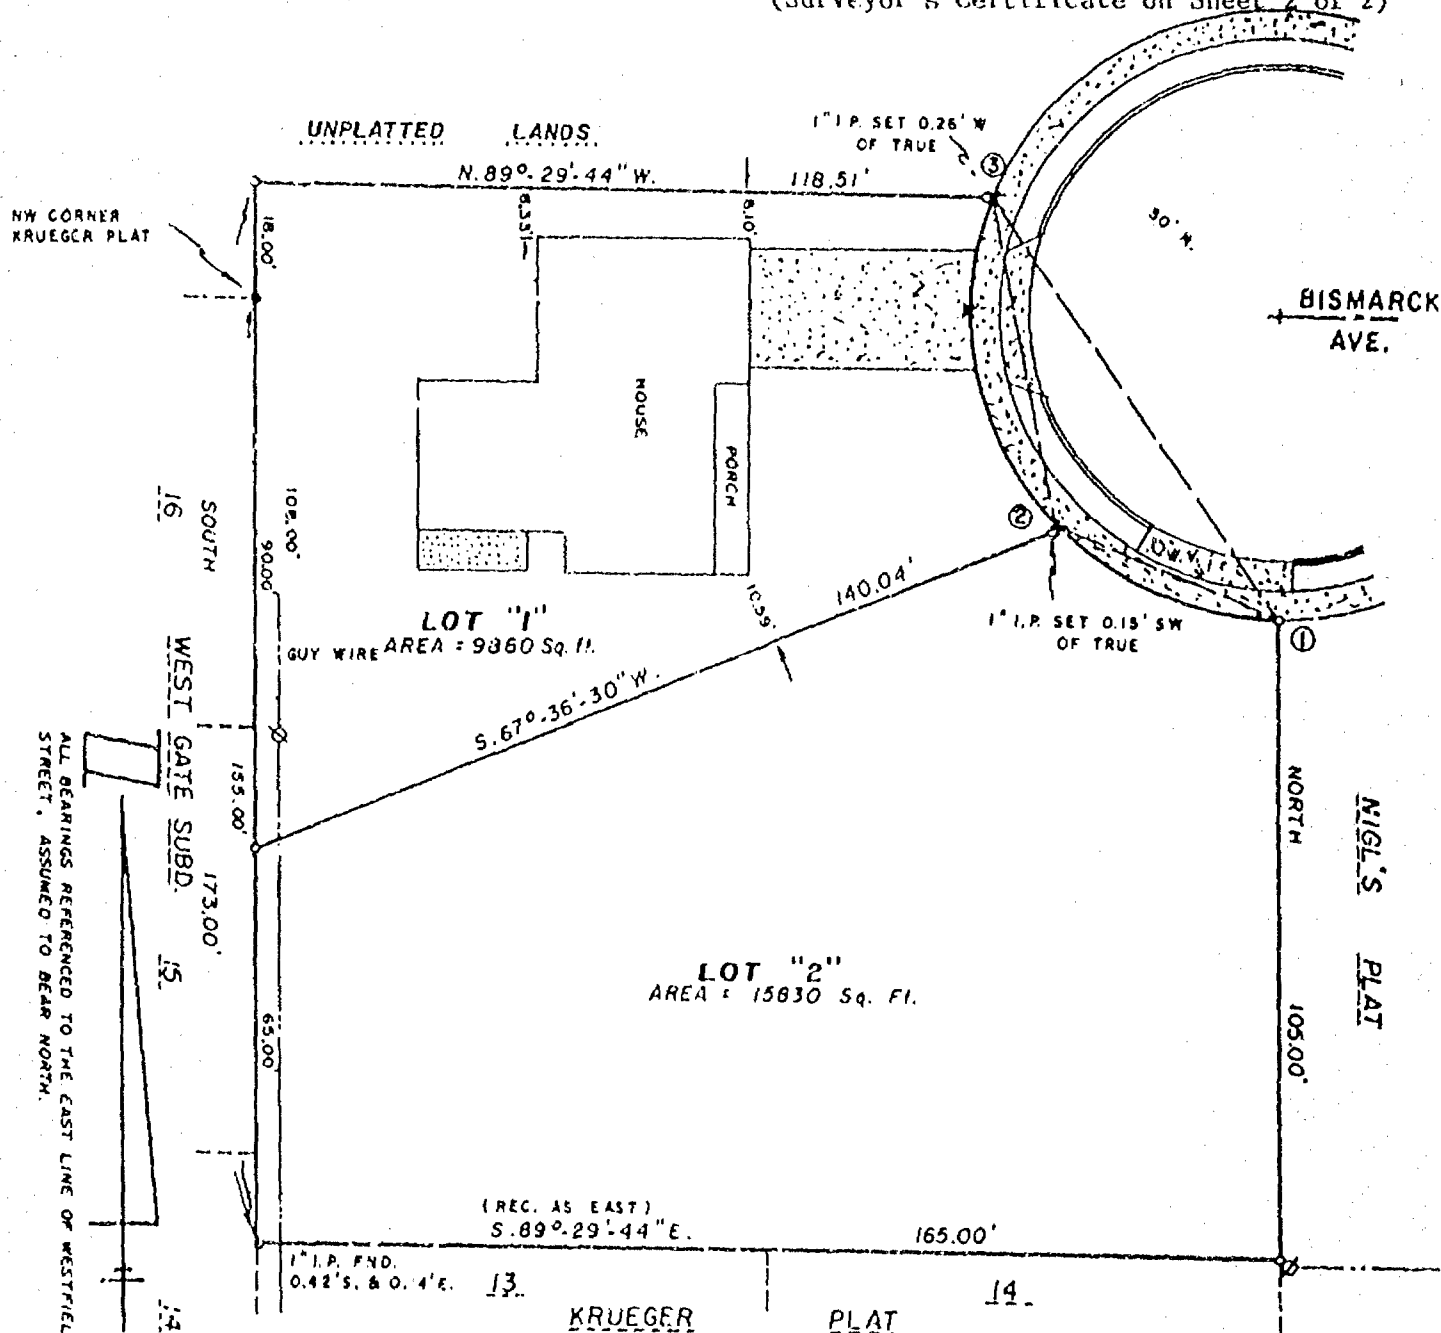 (Surveyor's Certificate on Sheet 2 of 2)
UNPLATTED LANDS
1" I.P. SET 0.26' W
OF TRUE
③
N. 89°-29'-44" W.
118.51'
NW CORNER
KRUEGER PLAT
18.00'
8.33'
8.10'
50' R.
BISMARCK
AVE.
HOUSE
PORCH
16
SOUTH
108.00'
90.00'
②
D.W.Y.
140.04'
10.59'
1" I.P. SET 0.15' SW
OF TRUE
①
LOT "1"
AREA = 9860 Sq. ft.
GUY WIRE
S. 67°-36'-30" W.
WEST GATE SUBD.
155.00'
173.00'
15
NORTH
105.00'
NIGL'S PLAT
ALL BEARINGS REFERENCED TO THE EAST LINE OF WESTFIEL
STREET, ASSUMED TO BEAR NORTH.
LOT "2"
AREA = 15830 Sq. Ft.
65.00'
(REC. AS EAST)
S. 89°-29'-44" E.
165.00'
1" I.P. FND.
0.42' S. & 0. 4' E.
13
14
14
KRUEGER PLAT